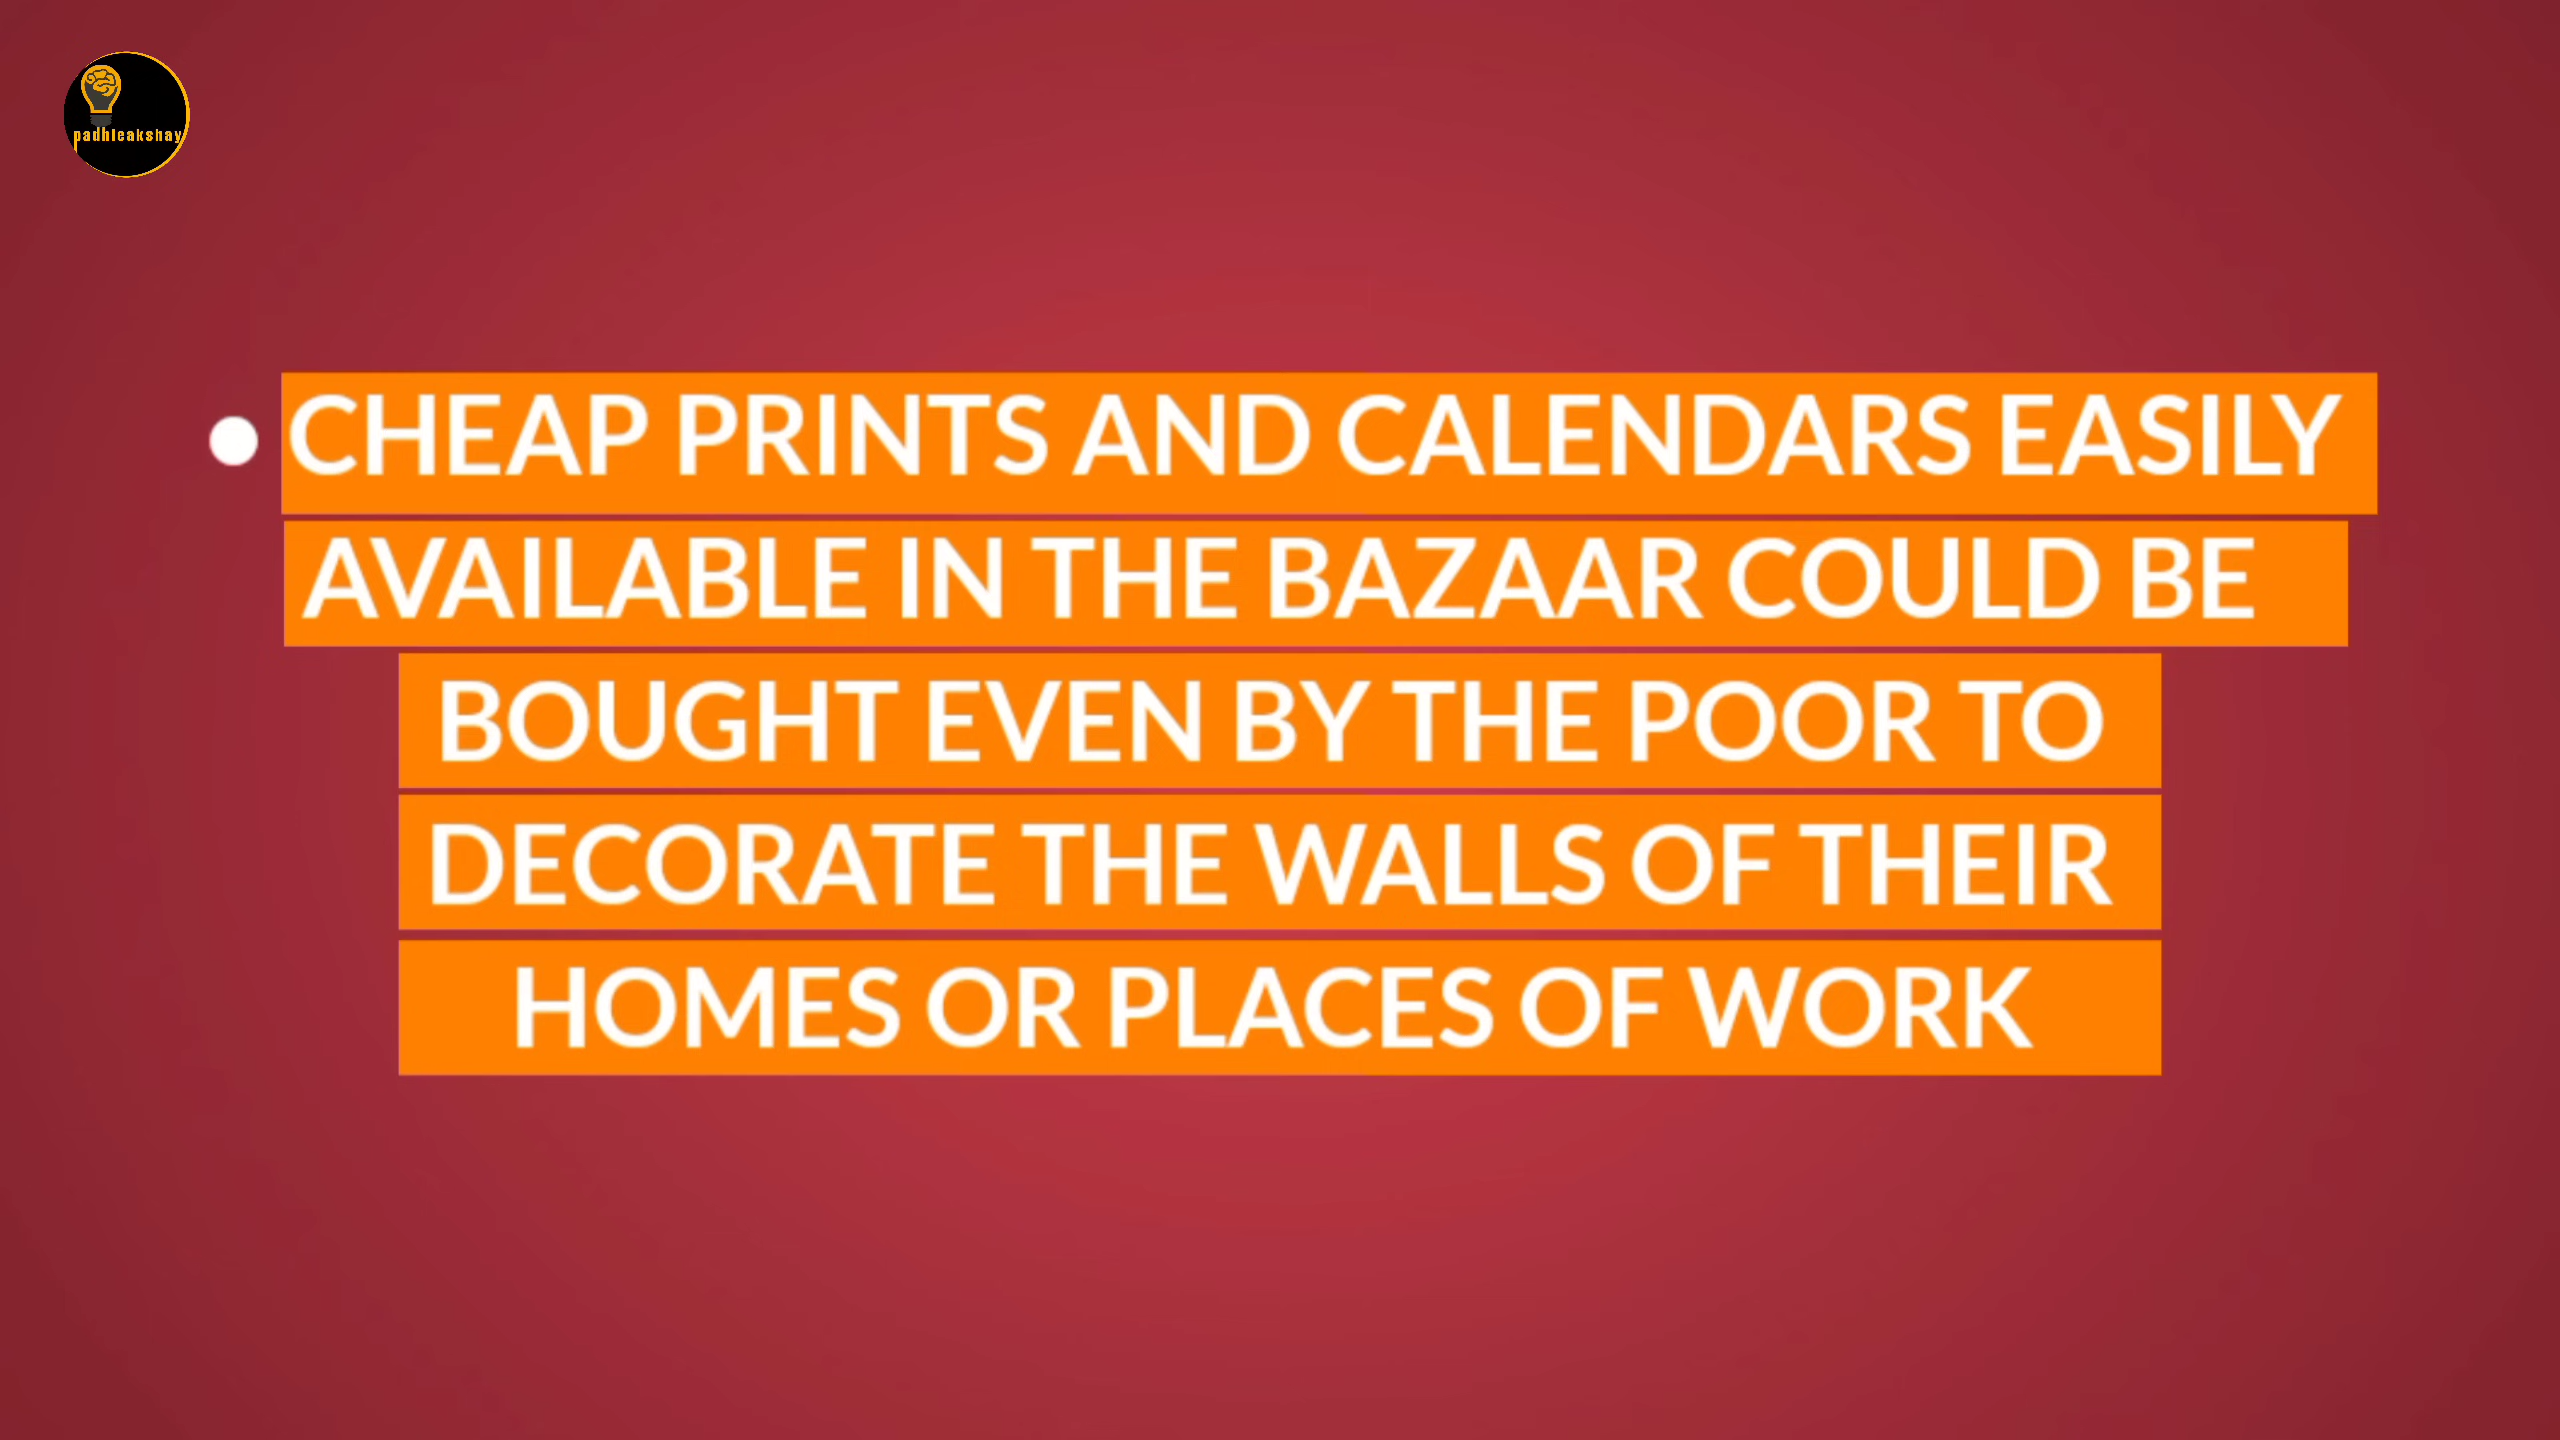 padhleakshay
• CHEAP PRINTS AND CALENDARS EASILY
AVAILABLE IN THE BAZAAR COULD BE
BOUGHT EVEN BY THE POOR TO
DECORATE THE WALLS OF THEIR
HOMES OR PLACES OF WORK